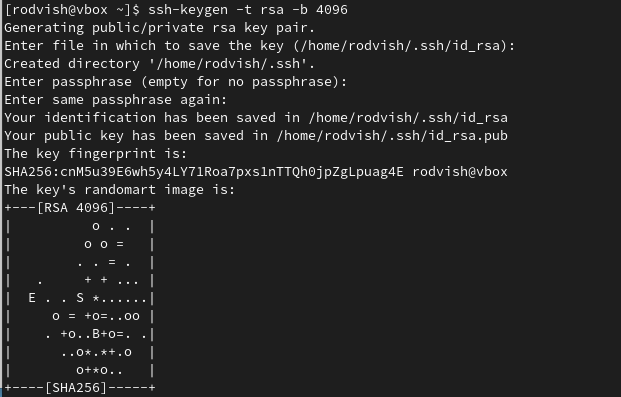 [rodvish@vbox ~]$ ssh-keygen -t rsa -b 4096
Generating public/private rsa key pair.
Enter file in which to save the key (/home/rodvish/.ssh/id_rsa):
Created directory '/home/rodvish/.ssh'.
Enter passphrase (empty for no passphrase):
Enter same passphrase again:
Your identification has been saved in /home/rodvish/.ssh/id_rsa
Your public key has been saved in /home/rodvish/.ssh/id_rsa.pub
The key fingerprint is:
SHA256:cnM5u39E6wh5y4LY71Roa7pxs1nTTQh0jpZgLpuag4E rodvish@vbox
The key's randomart image is:
+---[RSA 4096]----+
|          o . .  |
|         o o =   |
|        . . = .  |
|   .     + + ... |
|  E . . S *......|
|     o = +o=..oo |
|    . +o..B+o=. .|
|      ..o*.*+.o  |
|        o+*o..   |
+----[SHA256]-----+